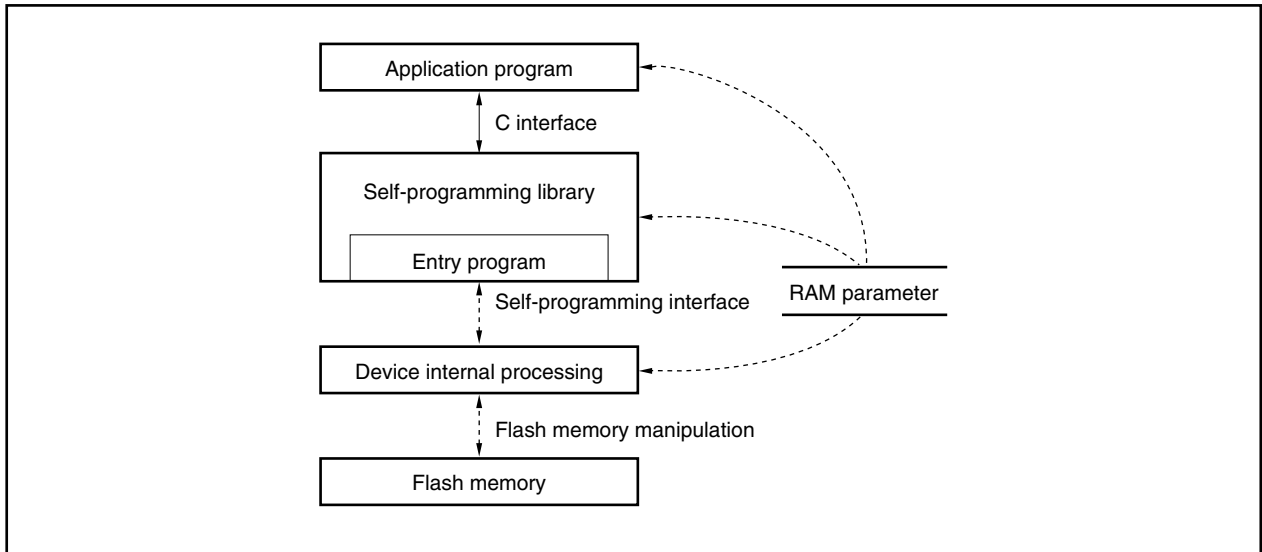 Application program
C interface
Self-programming library
Entry program
RAM parameter
Self-programming interface
Device internal processing
Flash memory manipulation
Flash memory